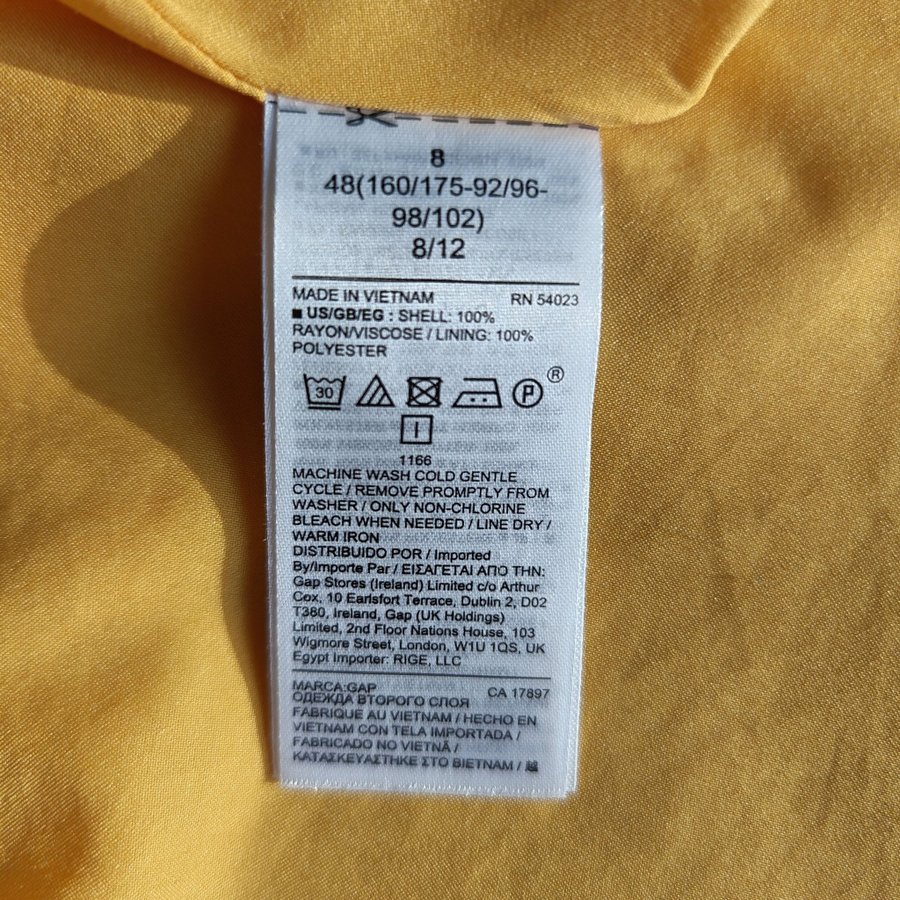 8
48(160/175-92/96-
98/102)
8/12
MADE IN VIETNAM RN 54023
■ US/GB/EG : SHELL: 100%
RAYON/VISCOSE / LINING: 100%
POLYESTER
30 P ®
I
1166
MACHINE WASH COLD GENTLE
CYCLE / REMOVE PROMPTLY FROM
WASHER / ONLY NON-CHLORINE
BLEACH WHEN NEEDED / LINE DRY /
WARM IRON
DISTRIBUIDO POR / Imported
By/Importe Par / ΕΙΣΑΓΕΤΑΙ ΑΠΟ ΤΗΝ:
Gap Stores (Ireland) Limited c/o Arthur
Cox, 10 Earlsfort Terrace, Dublin 2, D02
T380, Ireland, Gap (UK Holdings)
Limited, 2nd Floor Nations House, 103
Wigmore Street, London, W1U 1QS, UK
Egypt Importer: RIGE, LLC
MARCA:GAP CA 17897
ОДЕЖДА ВТОРОГО СЛОЯ
FABRIQUE AU VIETNAM / HECHO EN
VIETNAM CON TELA IMPORTADA /
FABRICADO NO VIETNÃ /
ΚΑΤΑΣΚΕΥΑΣΤΗΚΕ ΣΤΟ ΒΙΕΤΝΑΜ / 越